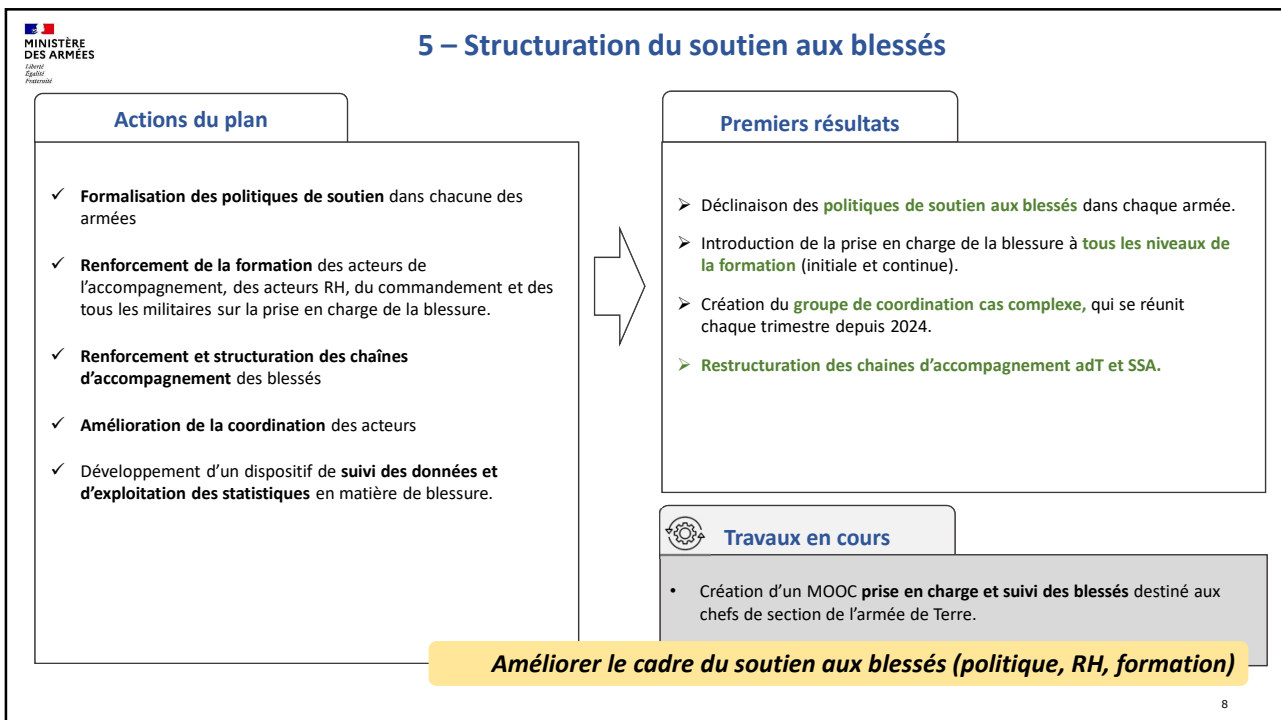 MINISTÈRE
DES ARMÉES
Liberté
Égalité
Fraternité
5 – Structuration du soutien aux blessés
Actions du plan
✓ Formalisation des politiques de soutien dans chacune des
armées
✓ Renforcement de la formation des acteurs de
l’accompagnement, des acteurs RH, du commandement et des
tous les militaires sur la prise en charge de la blessure.
✓ Renforcement et structuration des chaînes
d’accompagnement des blessés
✓ Amélioration de la coordination des acteurs
✓ Développement d’un dispositif de suivi des données et
d’exploitation des statistiques en matière de blessure.
Premiers résultats
➢ Déclinaison des politiques de soutien aux blessés dans chaque armée.
➢ Introduction de la prise en charge de la blessure à tous les niveaux de
la formation (initiale et continue).
➢ Création du groupe de coordination cas complexe, qui se réunit
chaque trimestre depuis 2024.
➢ Restructuration des chaines d’accompagnement adT et SSA.
Travaux en cours
• Création d’un MOOC prise en charge et suivi des blessés destiné aux
chefs de section de l’armée de Terre.
Améliorer le cadre du soutien aux blessés (politique, RH, formation)
8